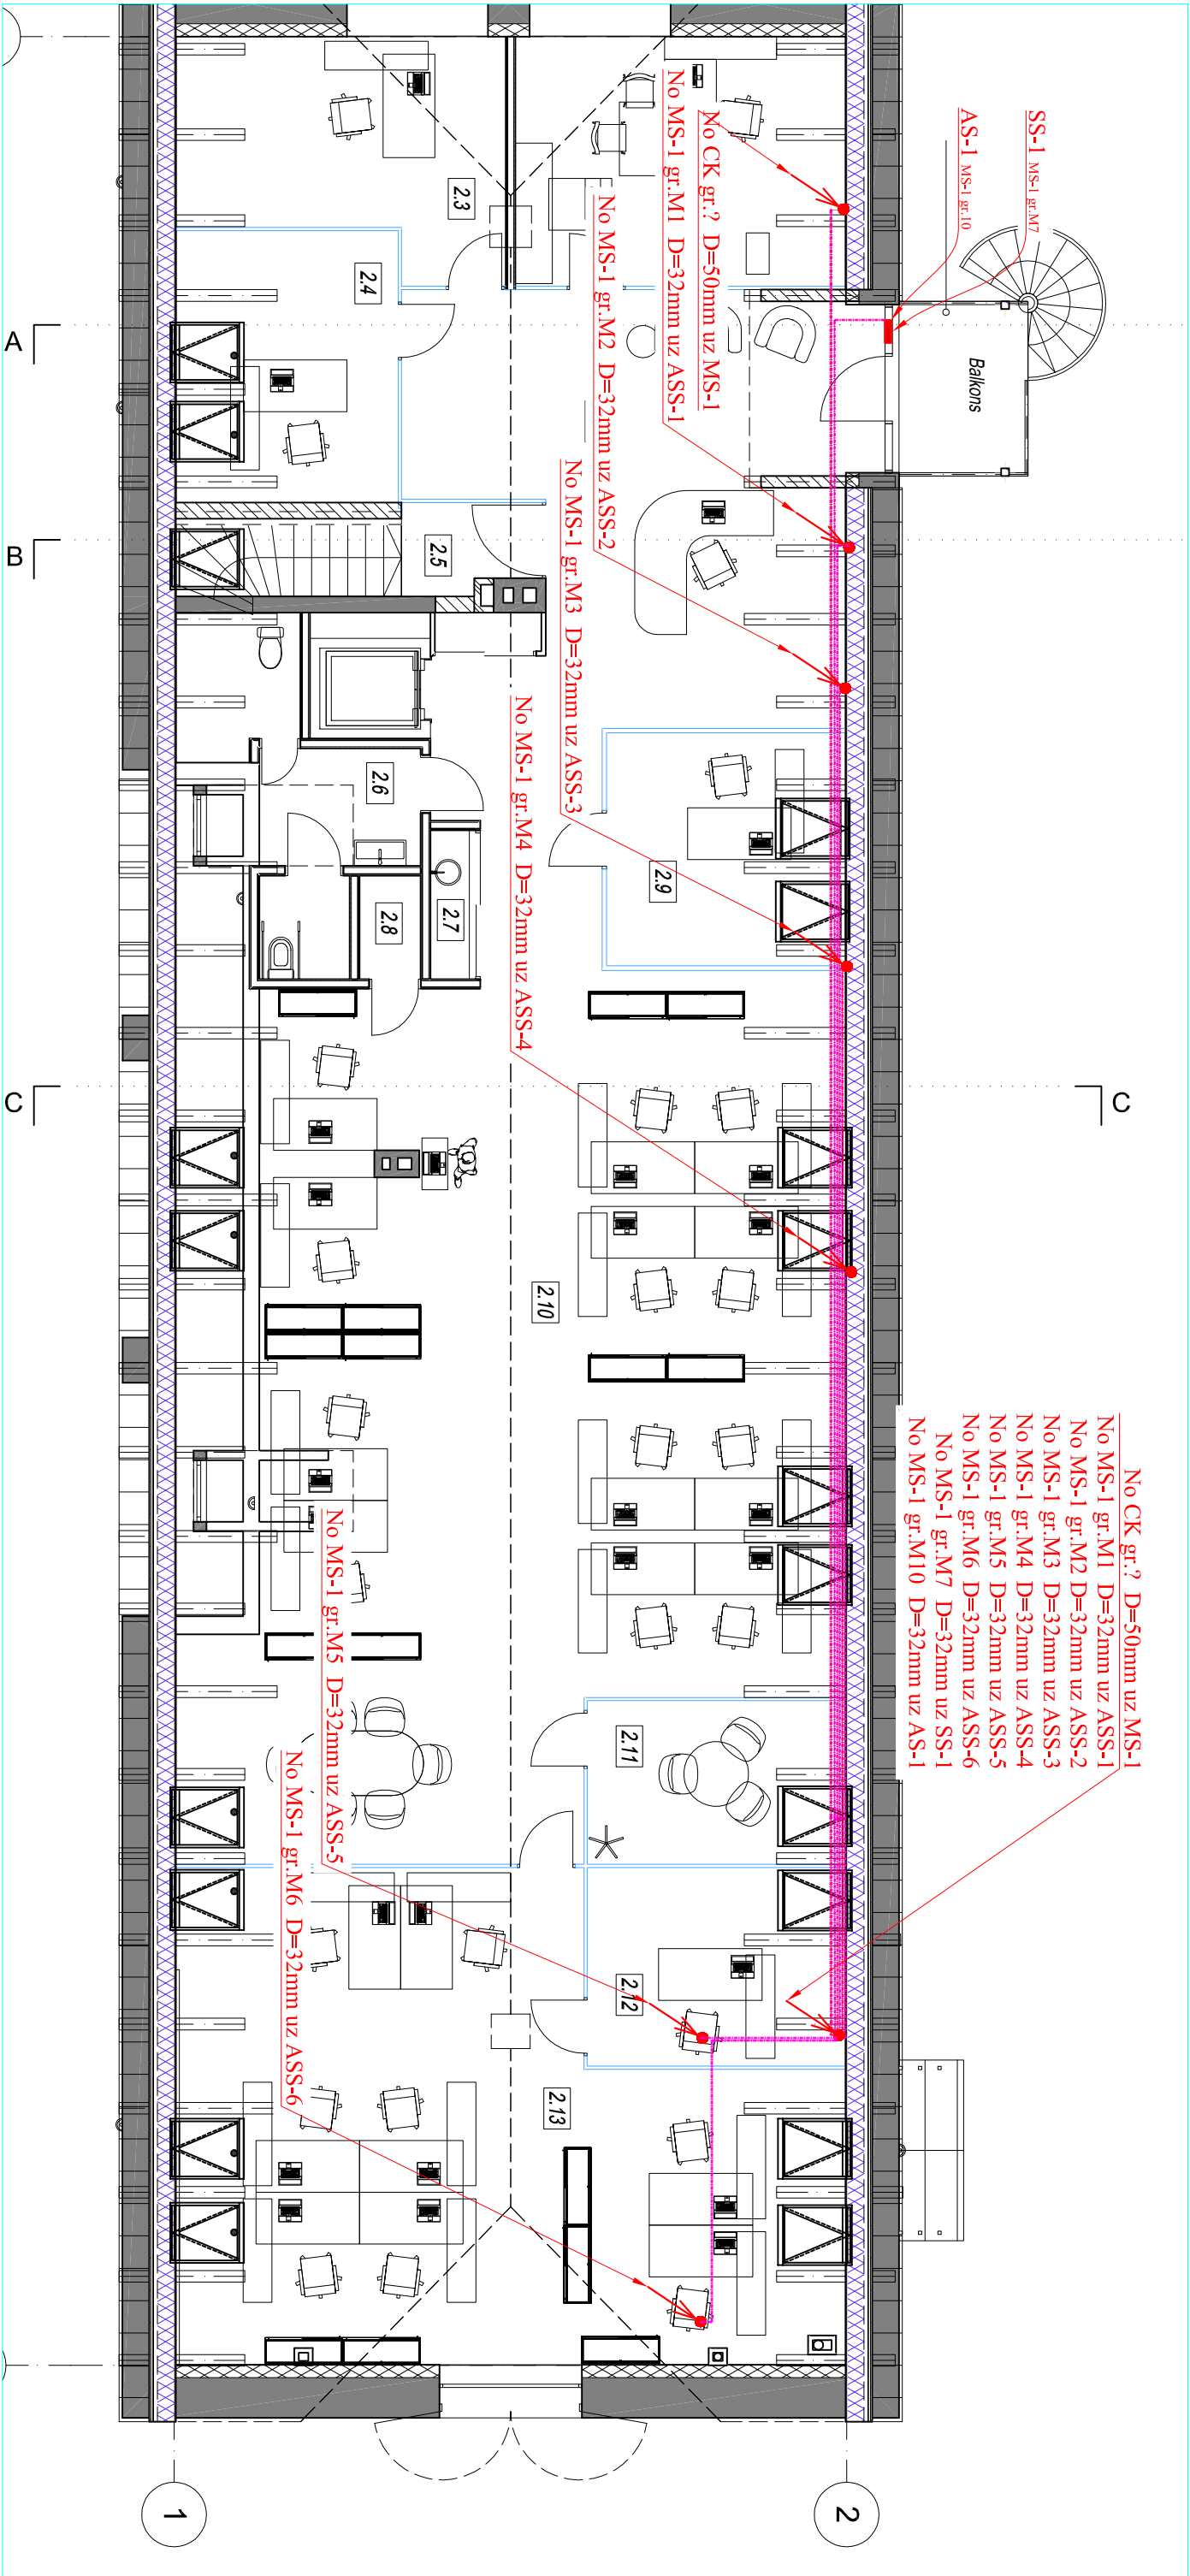 SS-1 MS-1 gr.M7
AS-1 MS-1 gr.10
Balkons
No CK gr.? D=50mm uz MS-1
No MS-1 gr.M1 D=32mm uz ASS-1
No MS-1 gr.M2 D=32mm uz ASS-2
No MS-1 gr.M3 D=32mm uz ASS-3
No MS-1 gr.M4 D=32mm uz ASS-4
No CK gr.? D=50mm uz MS-1
No MS-1 gr.M1 D=32mm uz ASS-1
No MS-1 gr.M2 D=32mm uz ASS-2
No MS-1 gr.M3 D=32mm uz ASS-3
No MS-1 gr.M4 D=32mm uz ASS-4
No MS-1 gr.M5 D=32mm uz ASS-5
No MS-1 gr.M6 D=32mm uz ASS-6
No MS-1 gr.M7 D=32mm uz SS-1
No MS-1 gr.M10 D=32mm uz AS-1
No MS-1 gr.M5 D=32mm uz ASS-5
No MS-1 gr.M6 D=32mm uz ASS-6
2.3
2.4
2.5
2.6
2.7
2.8
2.9
2.10
2.11
2.12
2.13
A
B
C
C
1
2